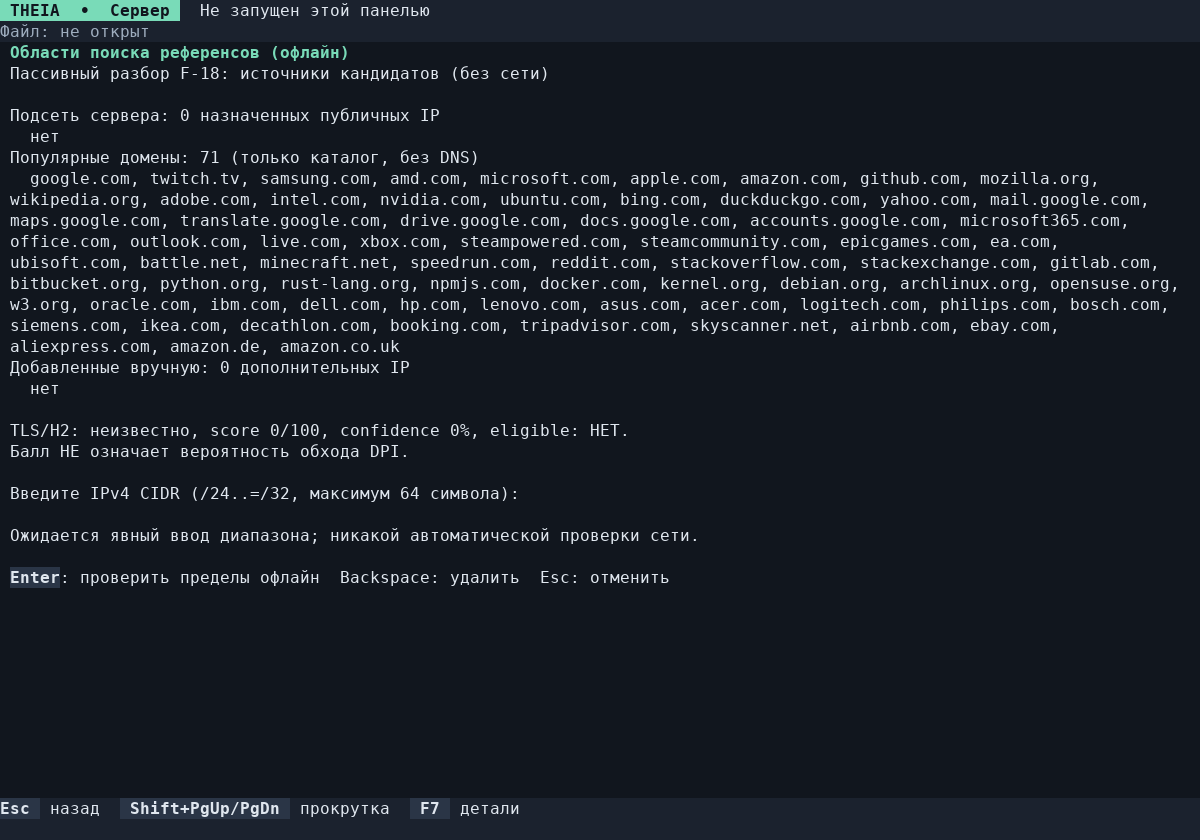 THEIA • Сервер Не запущен этой панелью
Файл: не открыт
Области поиска референсов (офлайн)
Пассивный разбор F-18: источники кандидатов (без сети)
Подсеть сервера: 0 назначенных публичных IP
нет
Популярные домены: 71 (только каталог, без DNS)
google.com, twitch.tv, samsung.com, amd.com, microsoft.com, apple.com, amazon.com, github.com, mozilla.org,
wikipedia.org, adobe.com, intel.com, nvidia.com, ubuntu.com, bing.com, duckduckgo.com, yahoo.com, mail.google.com,
maps.google.com, translate.google.com, drive.google.com, docs.google.com, accounts.google.com, microsoft365.com,
office.com, outlook.com, live.com, xbox.com, steampowered.com, steamcommunity.com, epicgames.com, ea.com,
ubisoft.com, battle.net, minecraft.net, speedrun.com, reddit.com, stackoverflow.com, stackexchange.com, gitlab.com,
bitbucket.org, python.org, rust-lang.org, npmjs.com, docker.com, kernel.org, debian.org, archlinux.org, opensuse.org,
w3.org, oracle.com, ibm.com, dell.com, hp.com, lenovo.com, asus.com, acer.com, logitech.com, philips.com, bosch.com,
siemens.com, ikea.com, decathlon.com, booking.com, tripadvisor.com, skyscanner.net, airbnb.com, ebay.com,
aliexpress.com, amazon.de, amazon.co.uk
Добавленные вручную: 0 дополнительных IP
нет
TLS/H2: неизвестно, score 0/100, confidence 0%, eligible: НЕТ.
Балл НЕ означает вероятность обхода DPI.
Введите IPv4 CIDR (/24..=/32, максимум 64 символа):
Ожидается явный ввод диапазона; никакой автоматической проверки сети.
Enter: проверить пределы офлайн Backspace: удалить Esc: отменить
Esc назад Shift+PgUp/PgDn прокрутка F7 детали